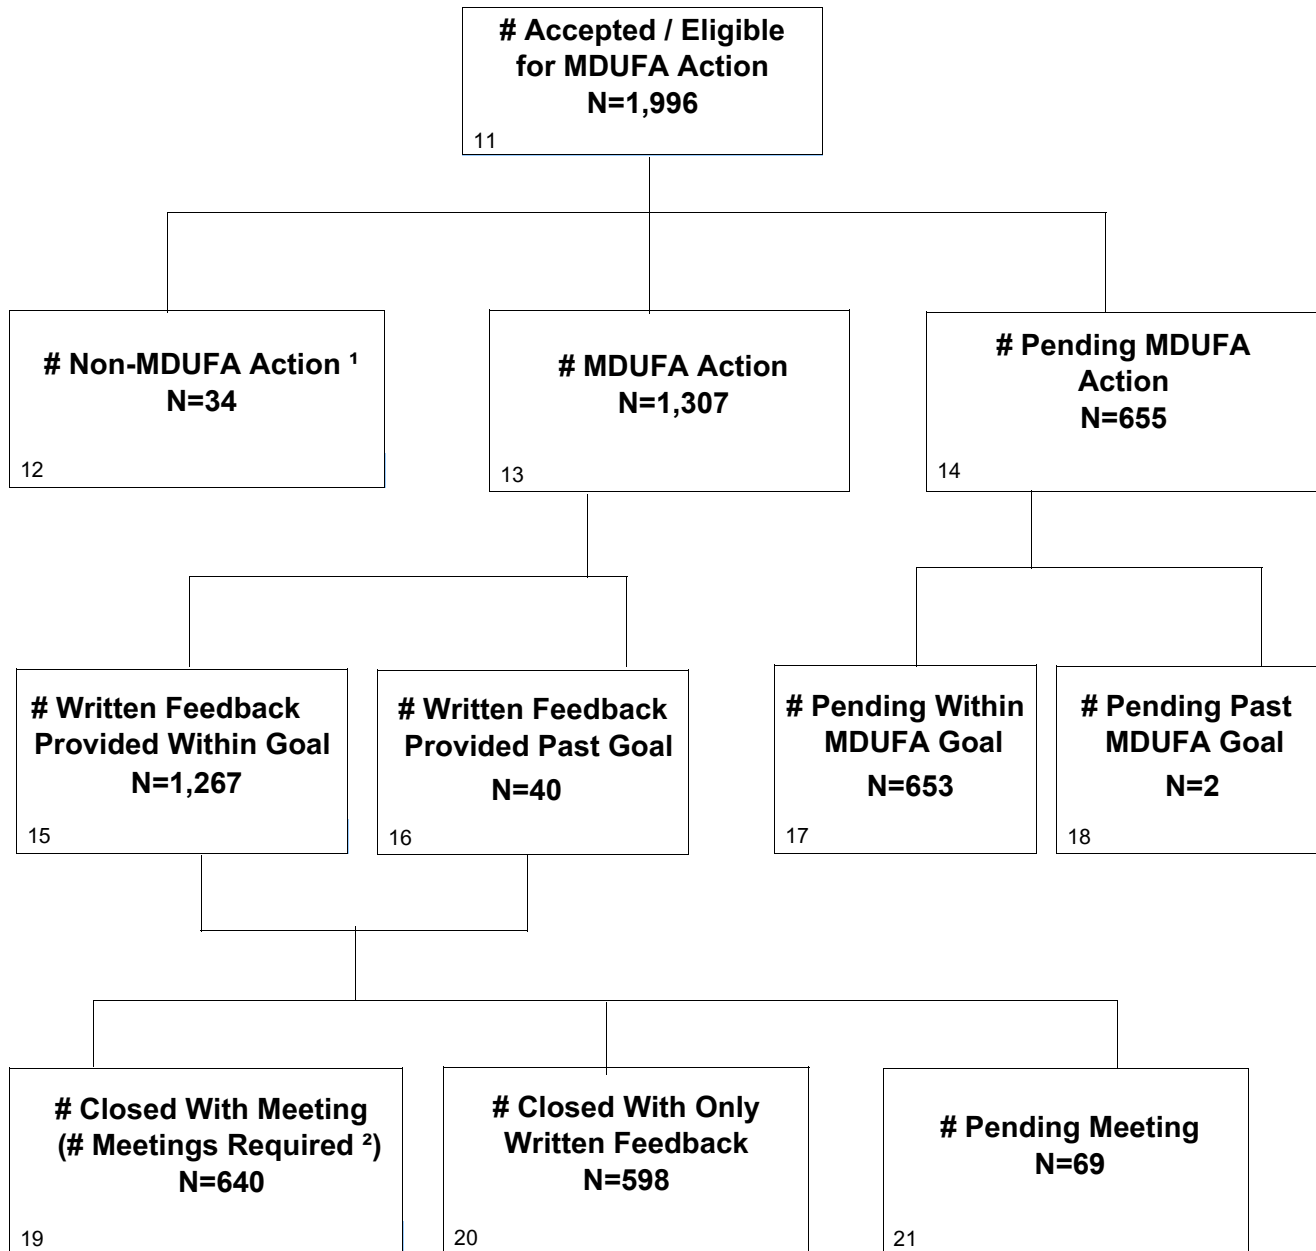 # Accepted / Eligible
for MDUFA Action
N=1,996
11
# Non-MDUFA Action ¹
N=34
12
# MDUFA Action
N=1,307
13
# Pending MDUFA
Action
N=655
14
# Written Feedback
Provided Within Goal
N=1,267
15
# Written Feedback
Provided Past Goal
N=40
16
# Pending Within
MDUFA Goal
N=653
17
# Pending Past
MDUFA Goal
N=2
18
# Closed With Meeting
(# Meetings Required ²)
N=640
19
# Closed With Only
Written Feedback
N=598
20
# Pending Meeting
N=69
21